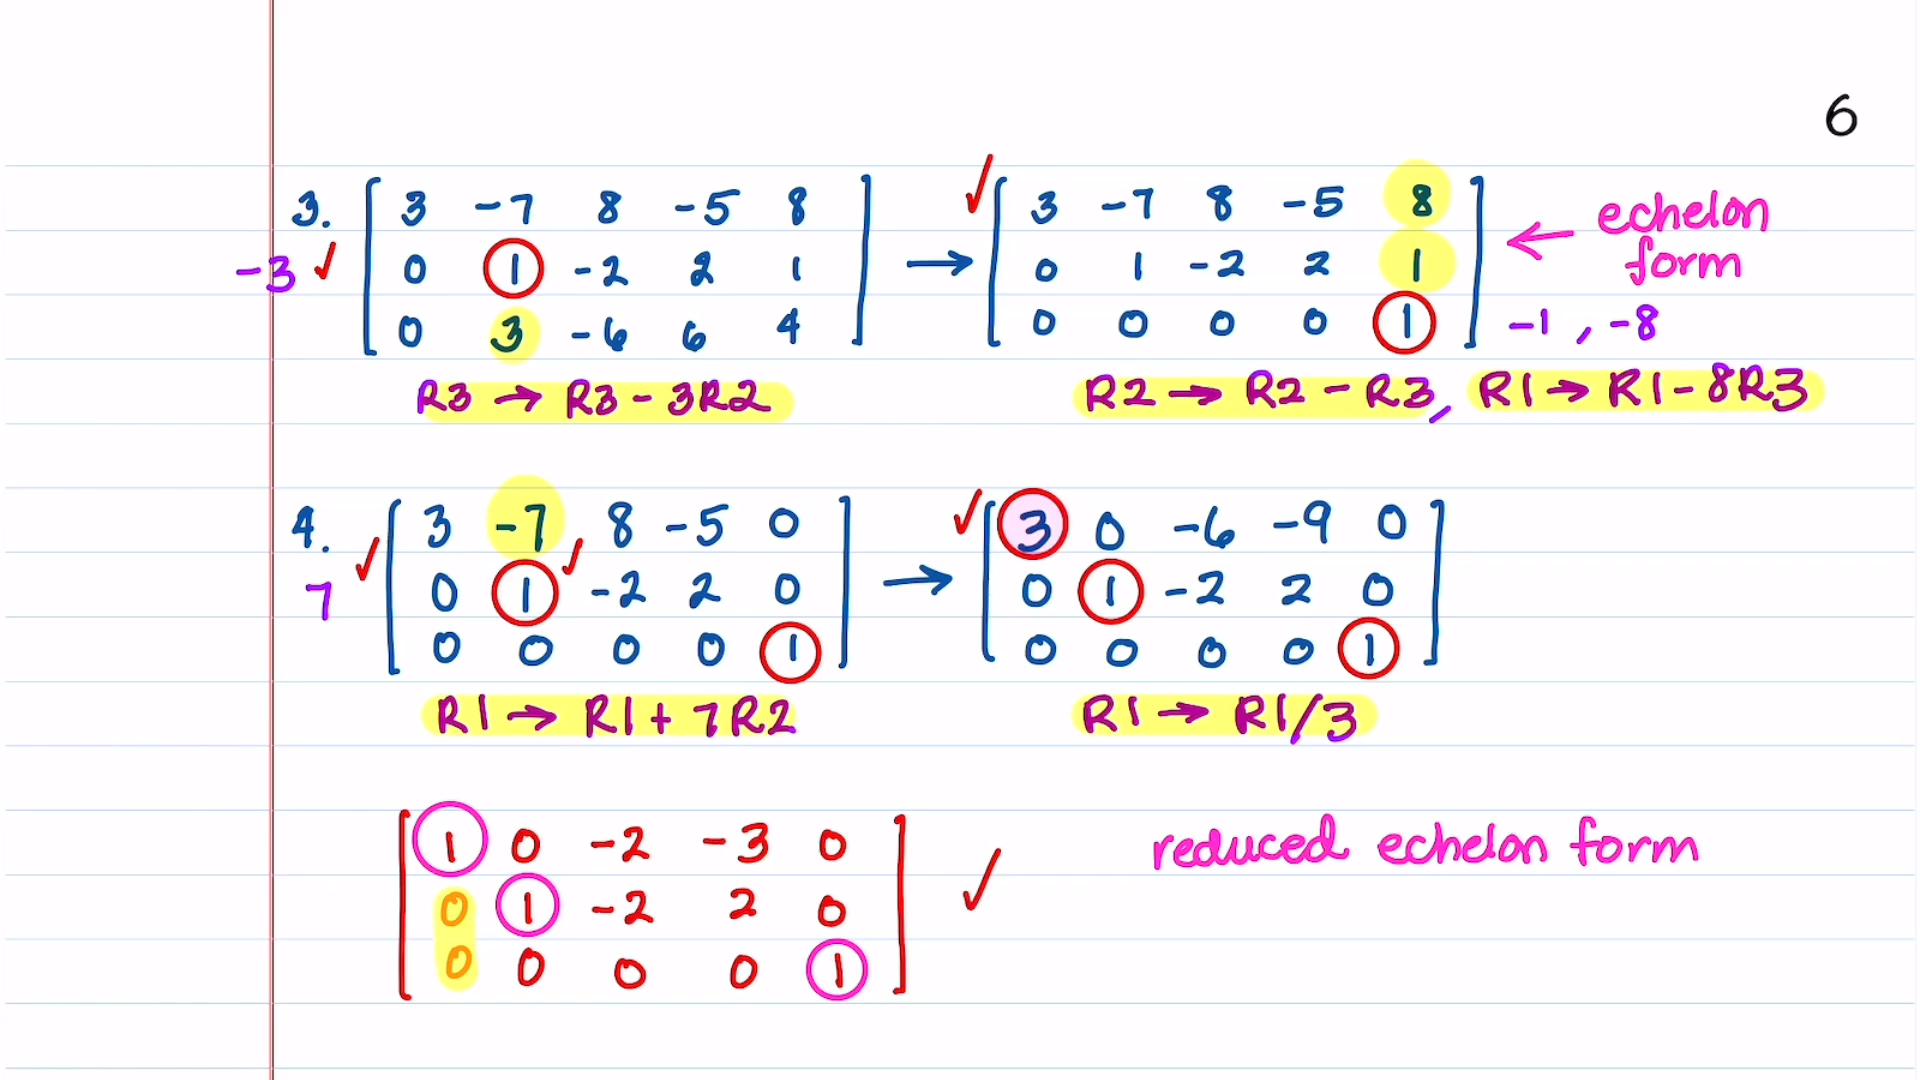 6
3. [ 3 -7 8 -5 8 ] ✓ [ 3 -7 8 -5 8 ] ← echelon
-3 ✓ [ 0 1 -2 2 1 ] → [ 0 1 -2 2 1 ] form
[ 0 3 -6 6 4 ] [ 0 0 0 0 1 ] -1, -8
R3 → R3 - 3R2 R2 → R2 - R3, R1 → R1 - 8R3
4. [ 3 -7 8 -5 0 ] ✓ [ 3 0 -6 -9 0 ]
7 ✓ [ 0 1 ✓ -2 2 0 ] → [ 0 1 -2 2 0 ]
[ 0 0 0 0 1 ] [ 0 0 0 0 1 ]
R1 → R1 + 7R2 R1 → R1/3
[ 1 0 -2 -3 0 ] reduced echelon form
[ 0 1 -2 2 0 ] ✓
[ 0 0 0 0 1 ]